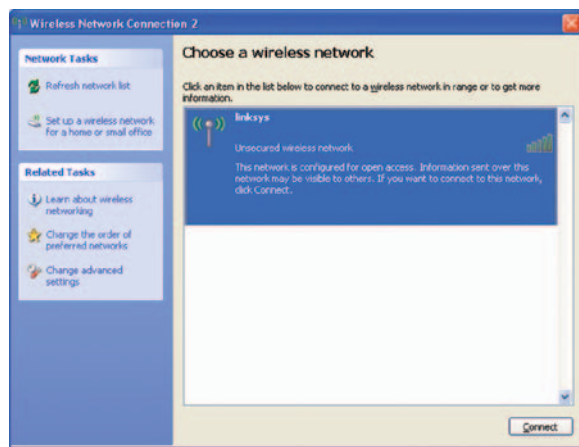 Wireless Network Connection 2
Network Tasks
Refresh network list
Set up a wireless network
for a home or small office
Related Tasks
Learn about wireless
networking
Change the order of
preferred networks
Change advanced
settings
Choose a wireless network
Click an item in the list below to connect to a wireless network in range or to get more
information.
linksys
Unsecured wireless network
This network is configured for open access. Information sent over this
network may be visible to others. If you want to connect to this network,
click Connect.
Connect